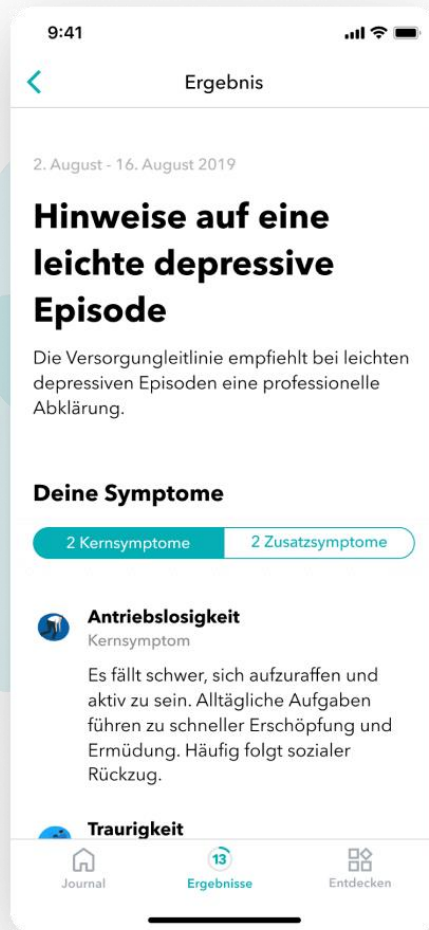 9:41
Ergebnis
2. August - 16. August 2019
Hinweise auf eine
leichte depressive
Episode
Die Versorgungleitlinie empfiehlt bei leichten
depressiven Episoden eine professionelle
Abklärung.
Deine Symptome
2 Kernsymptome 2 Zusatzsymptome
Antriebslosigkeit
Kernsymptom
Es fällt schwer, sich aufzuraffen und
aktiv zu sein. Alltägliche Aufgaben
führen zu schneller Erschöpfung und
Ermüdung. Häufig folgt sozialer
Rückzug.
Traurigkeit
13
Journal Ergebnisse Entdecken